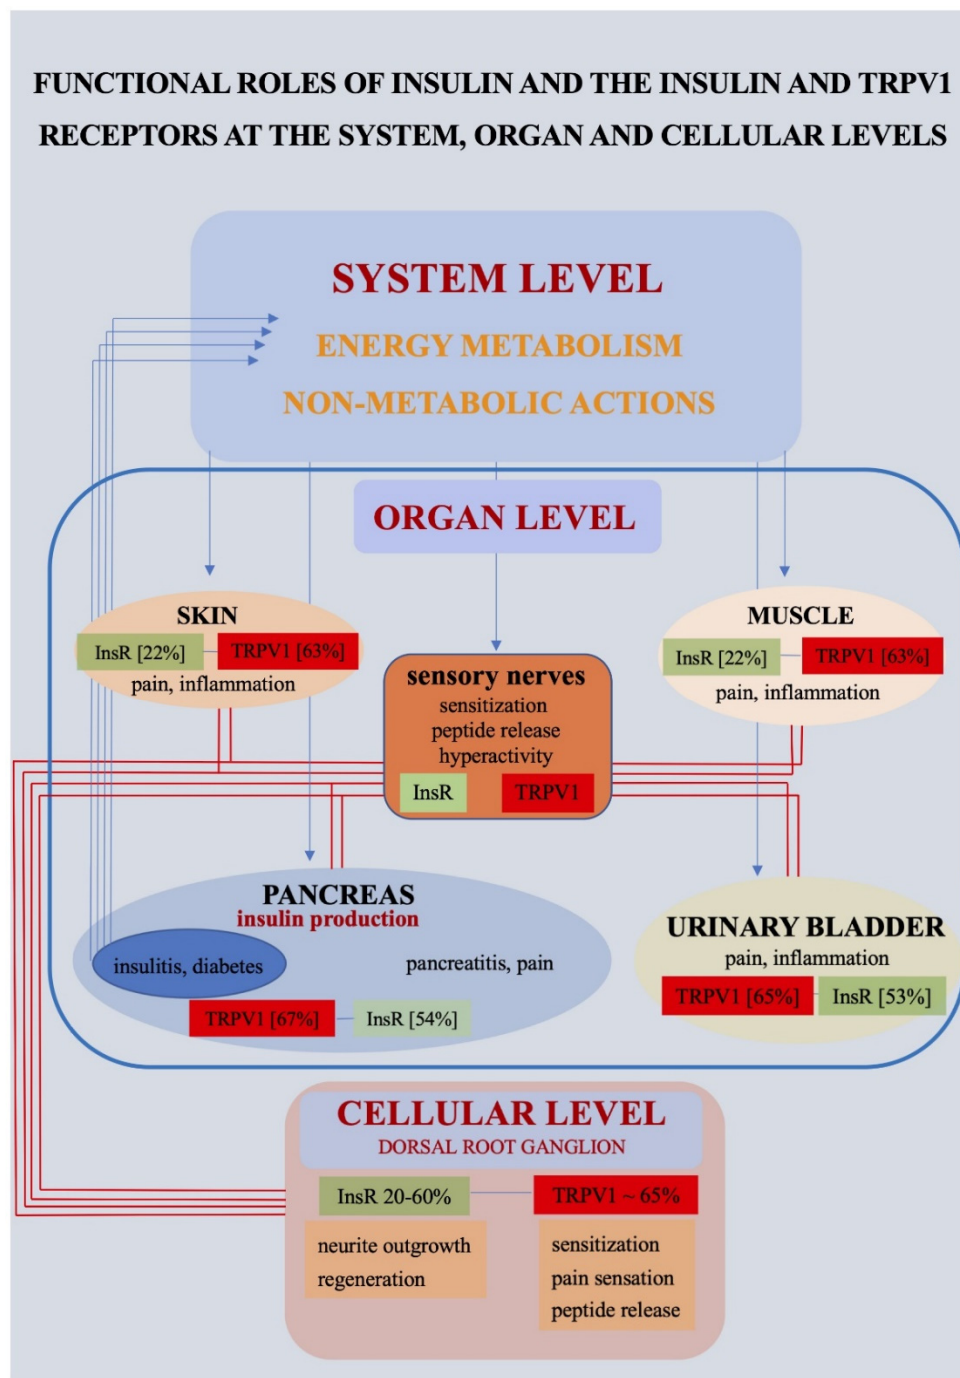 FUNCTIONAL ROLES OF INSULIN AND THE INSULIN AND TRPV1
RECEPTORS AT THE SYSTEM, ORGAN AND CELLULAR LEVELS
SYSTEM LEVEL
ENERGY METABOLISM
NON-METABOLIC ACTIONS
ORGAN LEVEL
SKIN
InsR [22%] TRPV1 [63%]
pain, inflammation
MUSCLE
InsR [22%] TRPV1 [63%]
pain, inflammation
sensory nerves
sensitization
peptide release
hyperactivity
InsR TRPV1
PANCREAS
insulin production
insulitis, diabetes
pancreatitis, pain
TRPV1 [67%] InsR [54%]
URINARY BLADDER
pain, inflammation
TRPV1 [65%] InsR [53%]
CELLULAR LEVEL
DORSAL ROOT GANGLION
InsR 20-60%
TRPV1 ~ 65%
neurite outgrowth
regeneration
sensitization
pain sensation
peptide release